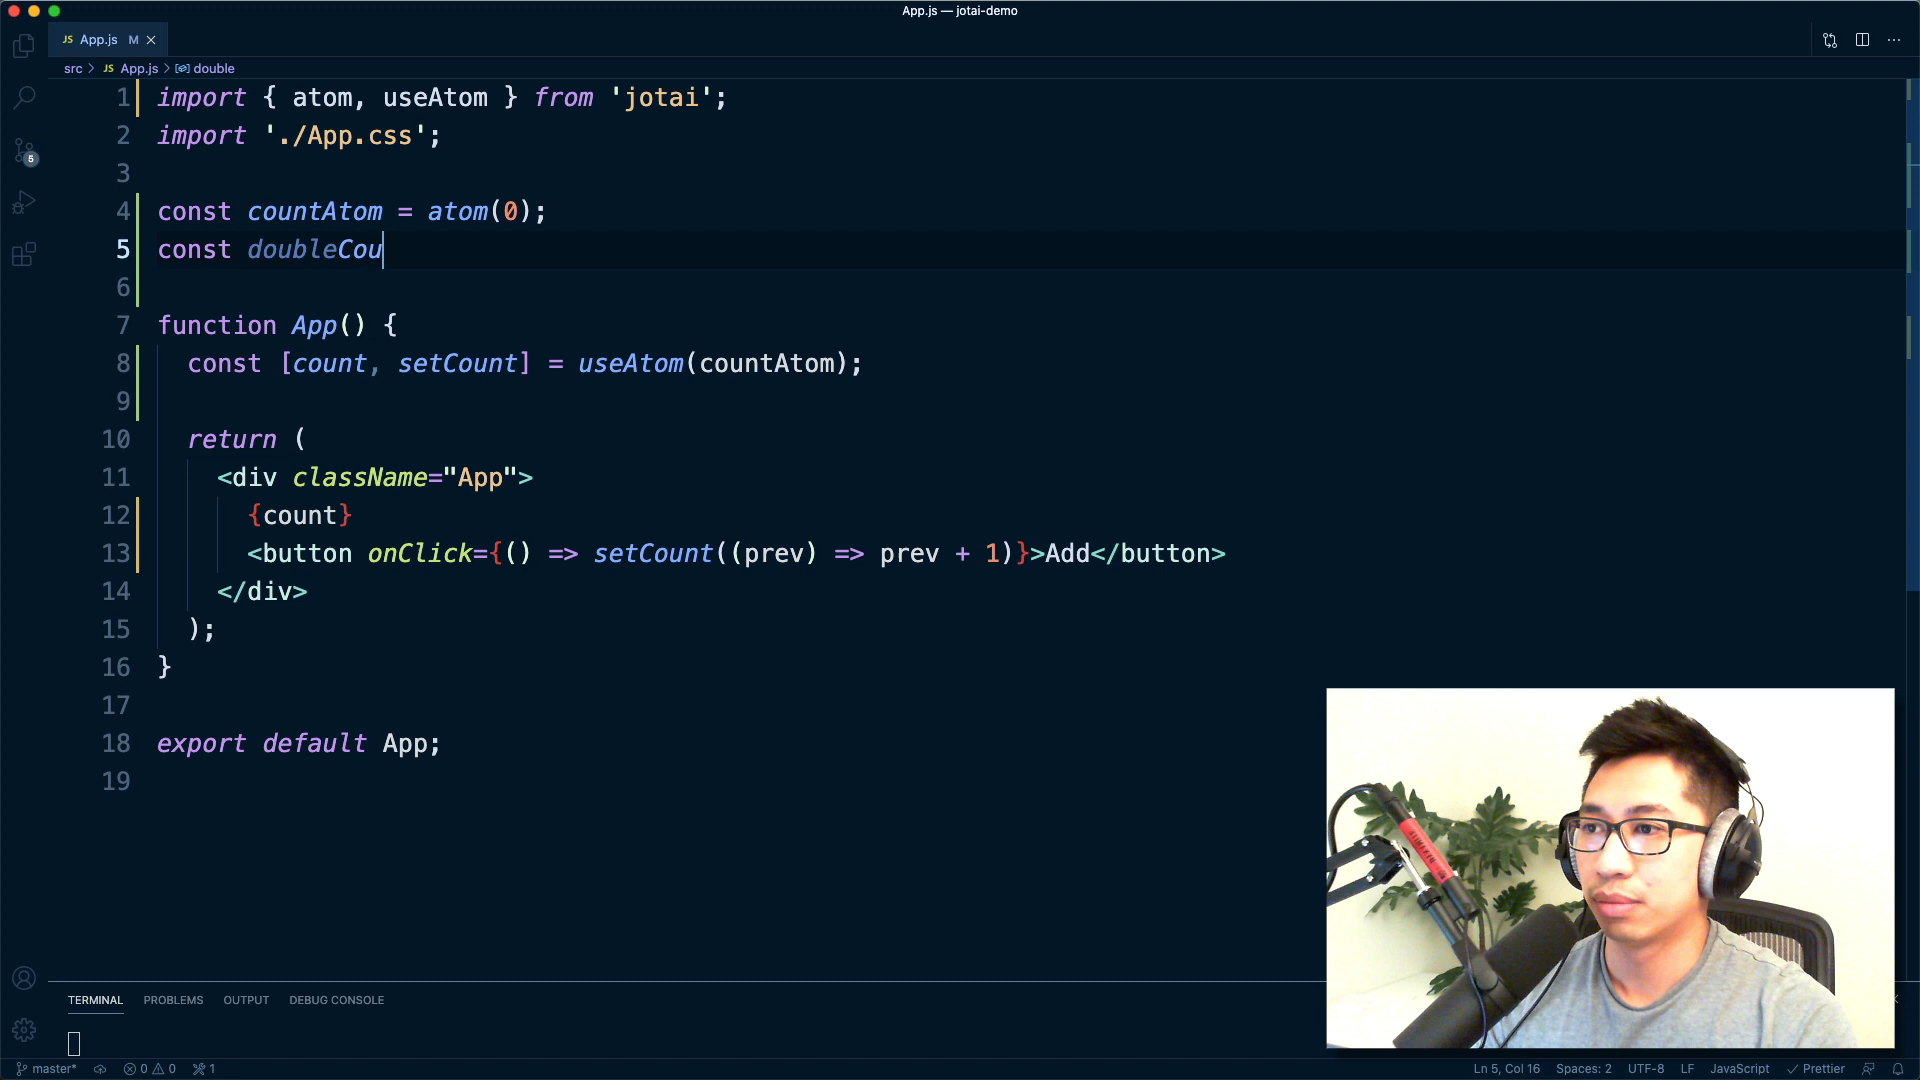 App.js — jotai-demo
JS App.js M
src > JS App.js > double
1 import { atom, useAtom } from 'jotai';
2 import './App.css';
3
4 const countAtom = atom(0);
5 const doubleCou
6
7 function App() {
8 const [count, setCount] = useAtom(countAtom);
9
10 return (
11 <div className="App">
12 {count}
13 <button onClick={() => setCount((prev) => prev + 1)}>Add</button>
14 </div>
15 );
16 }
17
18 export default App;
19
5
TERMINAL PROBLEMS OUTPUT DEBUG CONSOLE
master* 0 0 1 Ln 5, Col 16 Spaces: 2 UTF-8 LF JavaScript Prettier